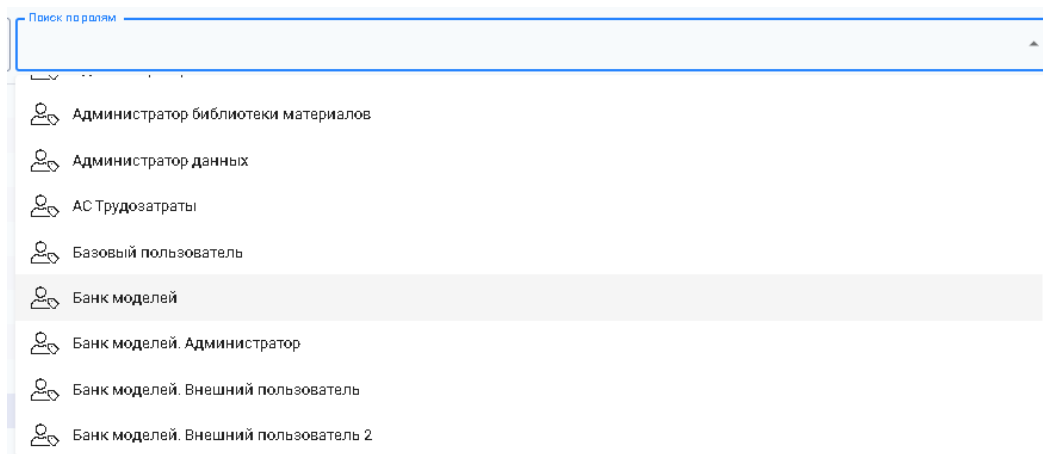 Поиск по ролям
Администратор библиотеки материалов
Администратор данных
АС Трудозатраты
Базовый пользователь
Банк моделей
Банк моделей. Администратор
Банк моделей. Внешний пользователь
Банк моделей. Внешний пользователь 2